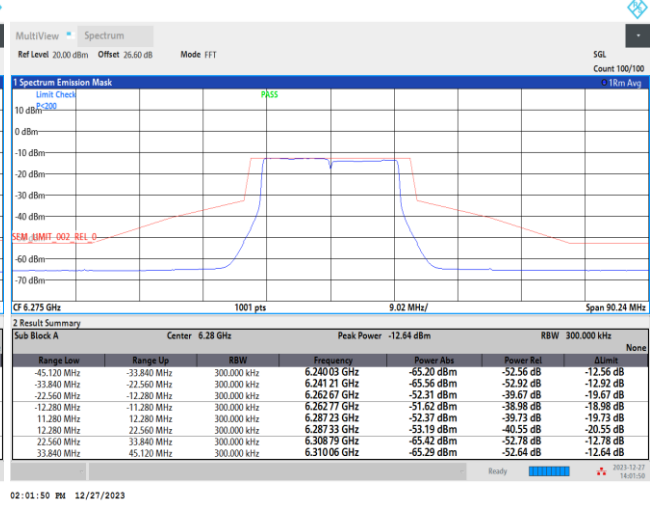 MultiView Spectrum
Ref Level 20.00 dBm Offset 26.60 dB Mode FFT SGL
Count 100/100
1 Spectrum Emission Mask 1Rm Avg
Limit Check PASS
P<200
10 dBm
0 dBm
-10 dBm
-20 dBm
-30 dBm
-40 dBm
SEM_LIMIT_002_REL_0
-60 dBm
-70 dBm
CF 6.275 GHz 1001 pts 9.02 MHz/ Span 90.24 MHz
2 Result Summary
Sub Block A Center 6.28 GHz Peak Power -12.64 dBm RBW 300.000 kHz
None
Range Low Range Up RBW Frequency Power Abs Power Rel ΔLimit
-45.120 MHz -33.840 MHz 300.000 kHz 6.24003 GHz -65.20 dBm -52.56 dB -12.56 dB
-33.840 MHz -22.560 MHz 300.000 kHz 6.24121 GHz -65.56 dBm -52.92 dB -12.92 dB
-22.560 MHz -12.280 MHz 300.000 kHz 6.26267 GHz -52.31 dBm -39.67 dB -19.67 dB
-12.280 MHz -11.280 MHz 300.000 kHz 6.26277 GHz -51.62 dBm -38.98 dB -18.98 dB
11.280 MHz 12.280 MHz 300.000 kHz 6.28723 GHz -52.37 dBm -39.73 dB -19.73 dB
12.280 MHz 22.560 MHz 300.000 kHz 6.28733 GHz -53.19 dBm -40.55 dB -20.55 dB
22.560 MHz 33.840 MHz 300.000 kHz 6.30879 GHz -65.42 dBm -52.78 dB -12.78 dB
33.840 MHz 45.120 MHz 300.000 kHz 6.31006 GHz -65.29 dBm -52.64 dB -12.64 dB
Ready 2023-12-27
14:01:50
02:01:50 PM 12/27/2023